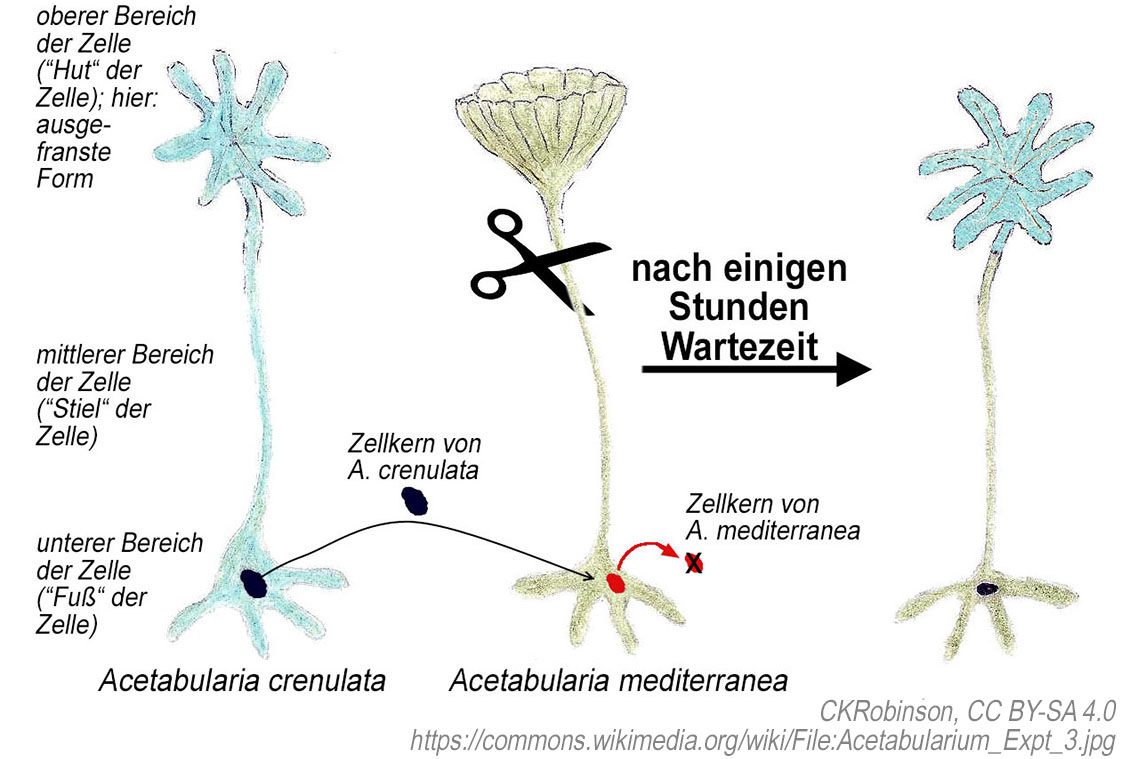 oberer Bereich
der Zelle
(“Hut“ der
Zelle); hier:
ausge-
franste
Form
nach einigen
Stunden
Wartezeit
mittlerer Bereich
der Zelle
(“Stiel“ der
Zelle)
Zellkern von
A. crenulata
Zellkern von
A. mediterranea
X
unterer Bereich
der Zelle
(“Fuß“ der
Zelle)
Acetabularia crenulata
Acetabularia mediterranea
CKRobinson, CC BY-SA 4.0
https://commons.wikimedia.org/wiki/File:Acetabularium_Expt_3.jpg